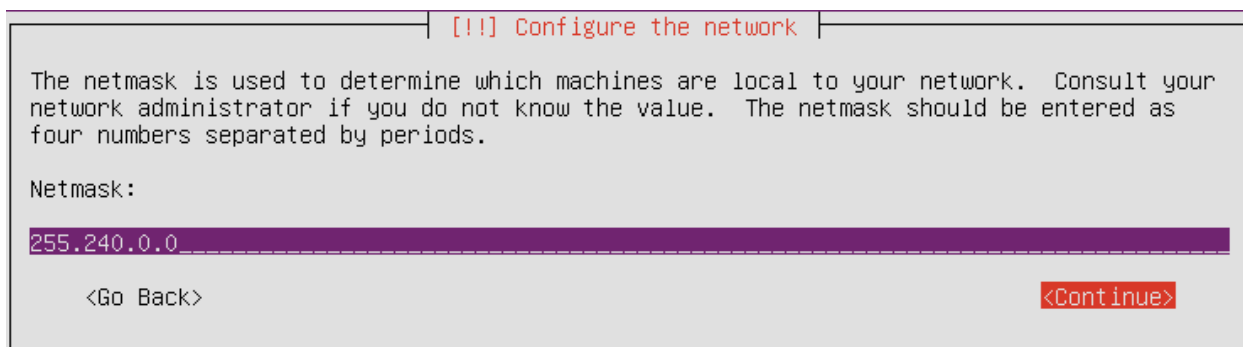 [!!] Configure the network
The netmask is used to determine which machines are local to your network.  Consult your
network administrator if you do not know the value.  The netmask should be entered as
four numbers separated by periods.
Netmask:
255.240.0.0
<Go Back> <Continue>